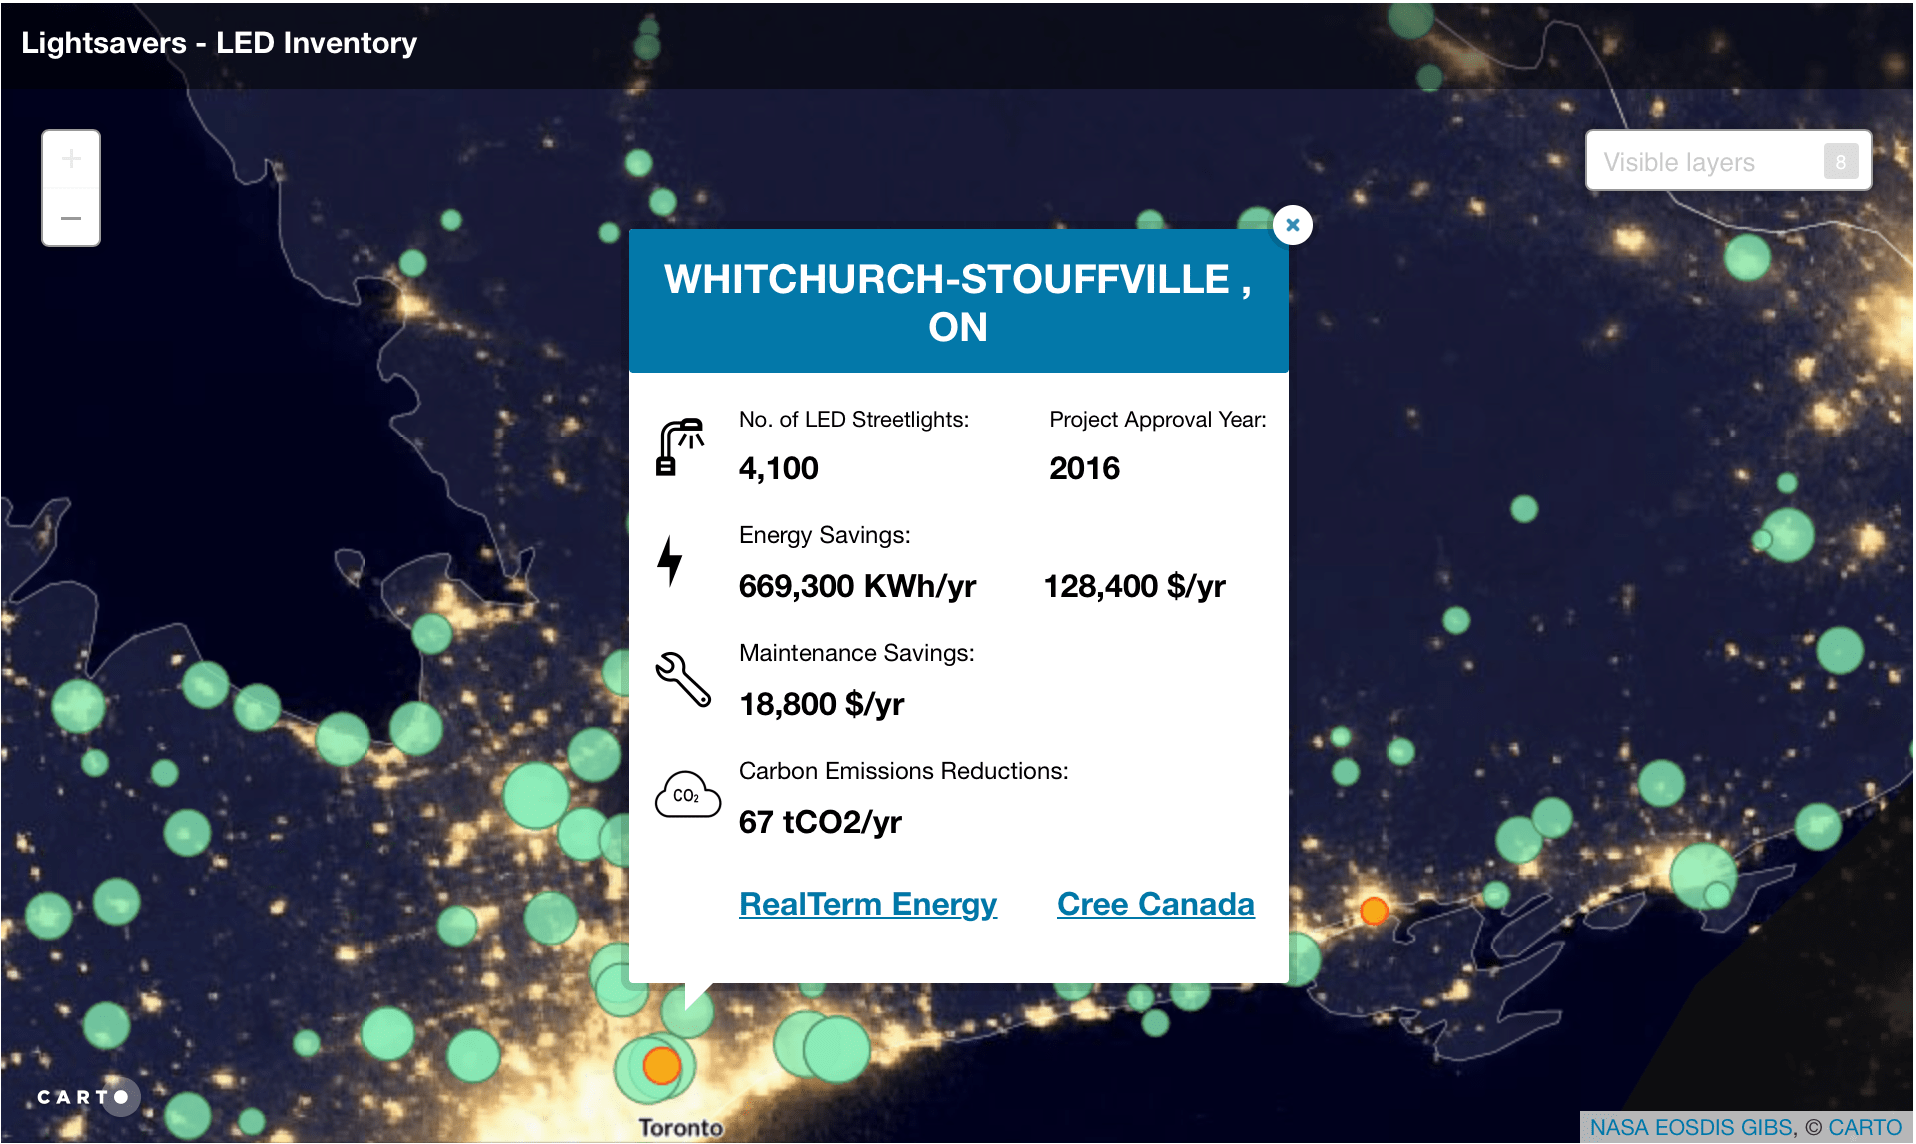 Lightsavers - LED Inventory
+
−
Visible layers 8
×
WHITCHURCH-STOUFFVILLE ,
ON
No. of LED Streetlights: Project Approval Year:
4,100 2016
Energy Savings:
669,300 KWh/yr 128,400 $/yr
Maintenance Savings:
18,800 $/yr
Carbon Emissions Reductions:
CO₂
67 tCO2/yr
RealTerm Energy Cree Canada
CARTO
Toronto
NASA EOSDIS GIBS, © CARTO